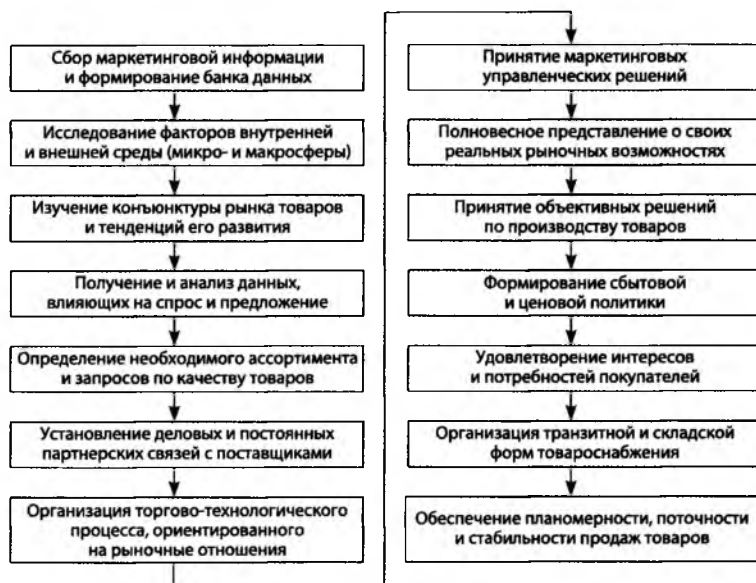 Сбор маркетинговой информации
и формирование банка данных
Исследование факторов внутренней
и внешней среды (микро- и макросферы)
Изучение конъюнктуры рынка товаров
и тенденций его развития
Получение и анализ данных,
влияющих на спрос и предложение
Определение необходимого ассортимента
и запросов по качеству товаров
Установление деловых и постоянных
партнерских связей с поставщиками
Организация торгово-технологического
процесса, ориентированного
на рыночные отношения
Принятие маркетинговых
управленческих решений
Полновесное представление о своих
реальных рыночных возможностях
Принятие объективных решений
по производству товаров
Формирование сбытовой
и ценовой политики
Удовлетворение интересов
и потребностей покупателей
Организация транзитной и складской
форм товароснабжения
Обеспечение планомерности, поточности
и стабильности продаж товаров